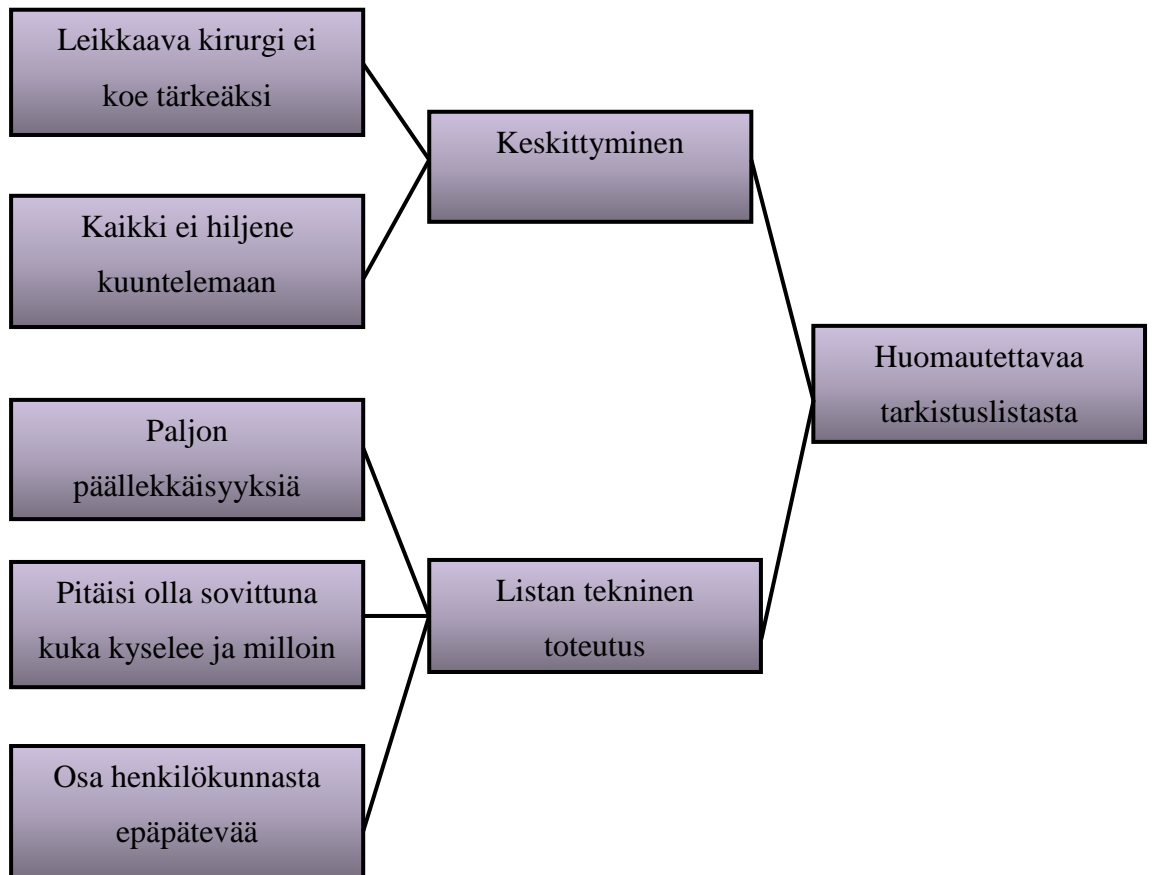 Leikkaava kirurgi ei
koe tärkeäksi
Kaikki ei hiljene
kuuntelemaan
Keskittyminen
Paljon
päällekkäisyyksiä
Pitäisi olla sovittuna
kuka kyselee ja milloin
Osa henkilökunnasta
epäpätevää
Listan tekninen
toteutus
Huomautettavaa
tarkistuslistasta